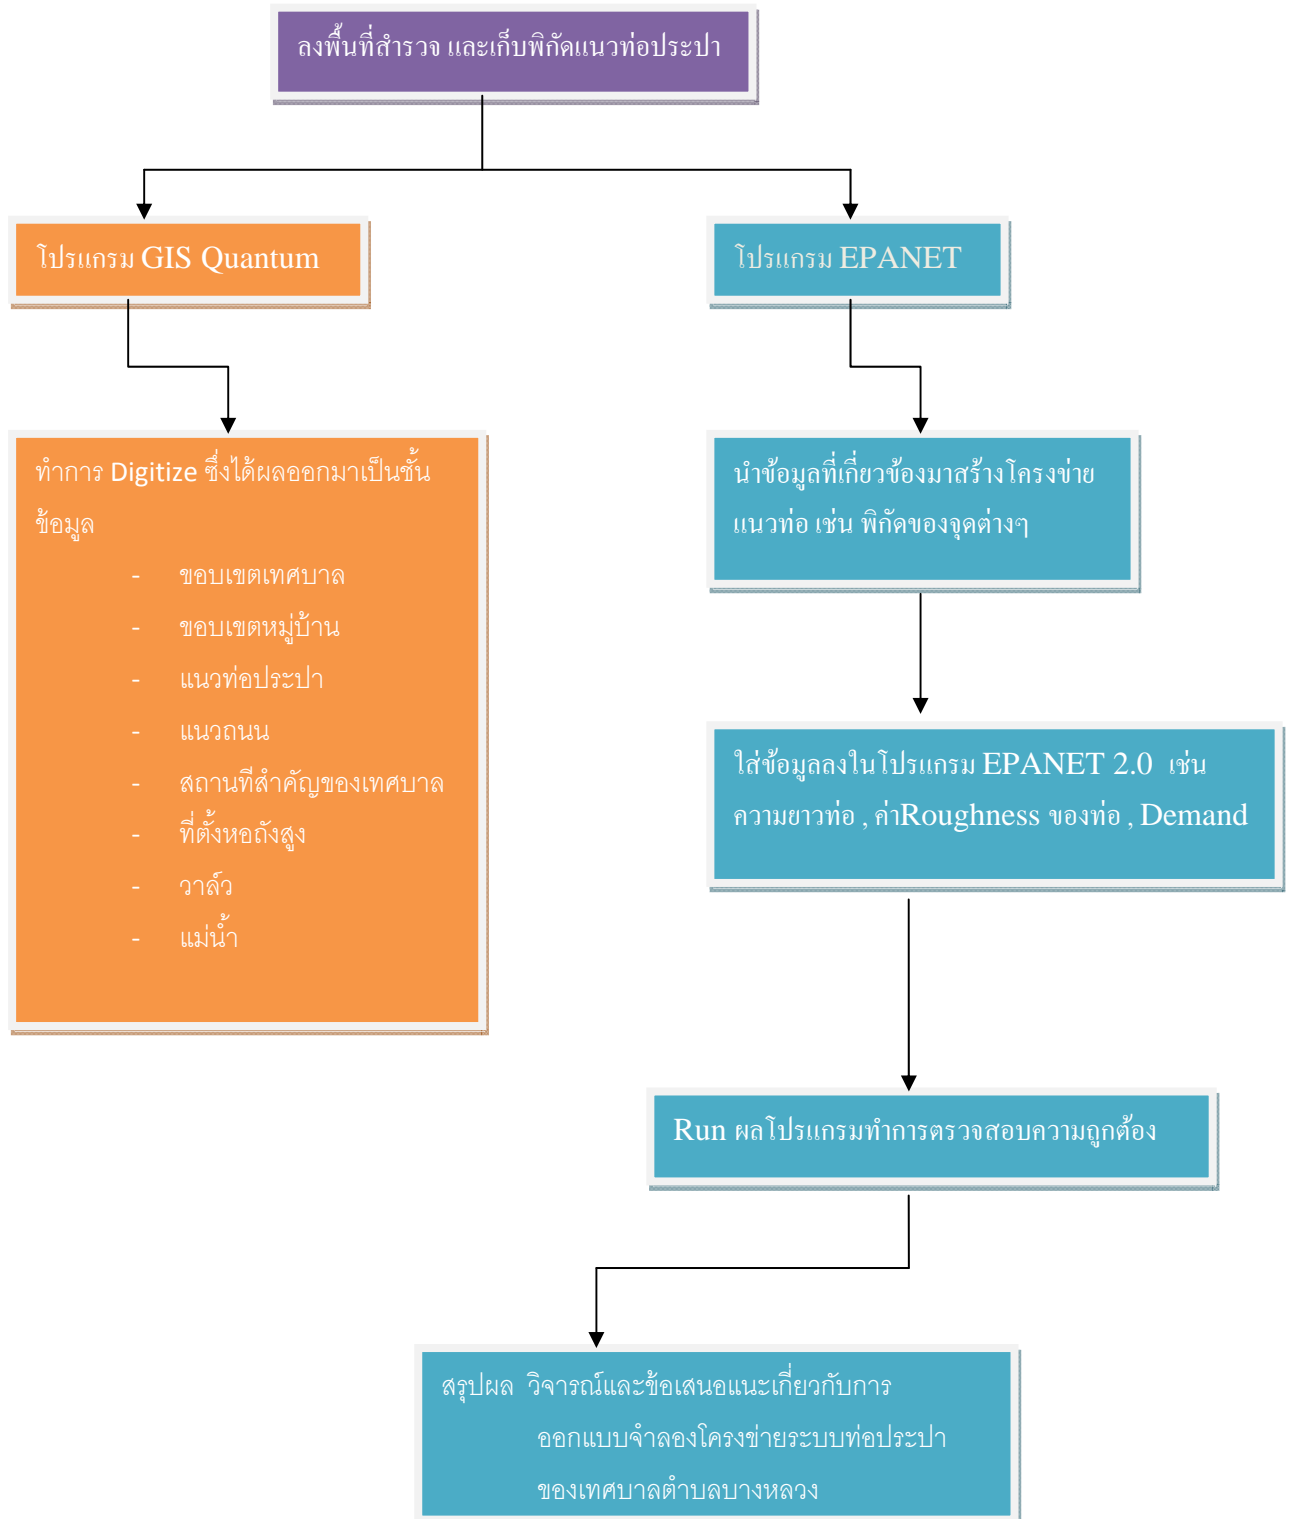 ลงพื้นที่สำรวจ และเก็บพิกัดแนวท่อประปา
โปรแกรม GIS Quantum
โปรแกรม EPANET
ทำการ Digitize ซึ่งได้ผลออกมาเป็นชั้น
ข้อมูล
- ขอบเขตเทศบาล
- ขอบเขตหมู่บ้าน
- แนวท่อประปา
- แนวถนน
- สถานที่สำคัญของเทศบาล
- ที่ตั้งหอถังสูง
- วาล์ว
- แม่น้ำ
นำข้อมูลที่เกี่ยวข้องมาสร้างโครงข่าย
แนวท่อ เช่น พิกัดของจุดต่างๆ
ใส่ข้อมูลลงในโปรแกรม EPANET 2.0 เช่น
ความยาวท่อ , ค่าRoughness ของท่อ , Demand
Run ผลโปรแกรมทำการตรวจสอบความถูกต้อง
สรุปผล วิจารณ์และข้อเสนอแนะเกี่ยวกับการ
ออกแบบจำลองโครงข่ายระบบท่อประปา
ของเทศบาลตำบลบางหลวง